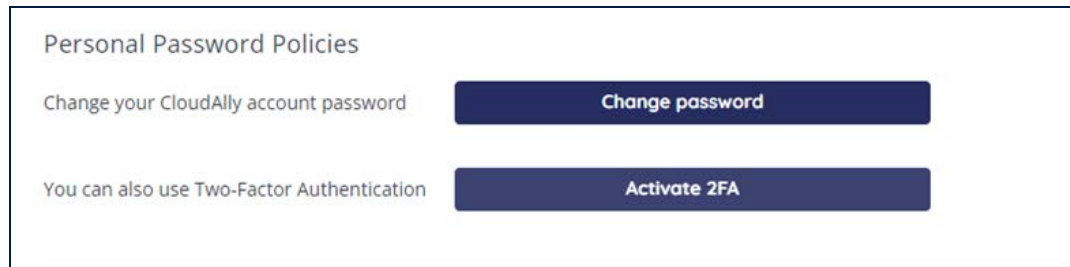 Personal Password Policies
Change your CloudAlly account password
Change password
You can also use Two-Factor Authentication
Activate 2FA